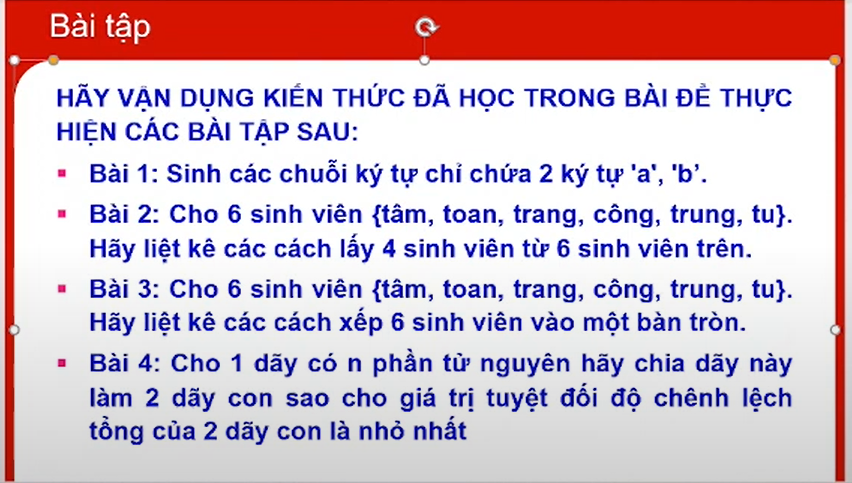 Bài tập
HÃY VẬN DỤNG KIẾN THỨC ĐÃ HỌC TRONG BÀI ĐỂ THỰC
HIỆN CÁC BÀI TẬP SAU:
▪ Bài 1: Sinh các chuỗi ký tự chỉ chứa 2 ký tự 'a', 'b’.
▪ Bài 2: Cho 6 sinh viên {tâm, toan, trang, công, trung, tu}.
Hãy liệt kê các cách lấy 4 sinh viên từ 6 sinh viên trên.
▪ Bài 3: Cho 6 sinh viên {tâm, toan, trang, công, trung, tu}.
Hãy liệt kê các cách xếp 6 sinh viên vào một bàn tròn.
▪ Bài 4: Cho 1 dãy có n phần tử nguyên hãy chia dãy này
làm 2 dãy con sao cho giá trị tuyệt đối độ chênh lệch
tổng của 2 dãy con là nhỏ nhất